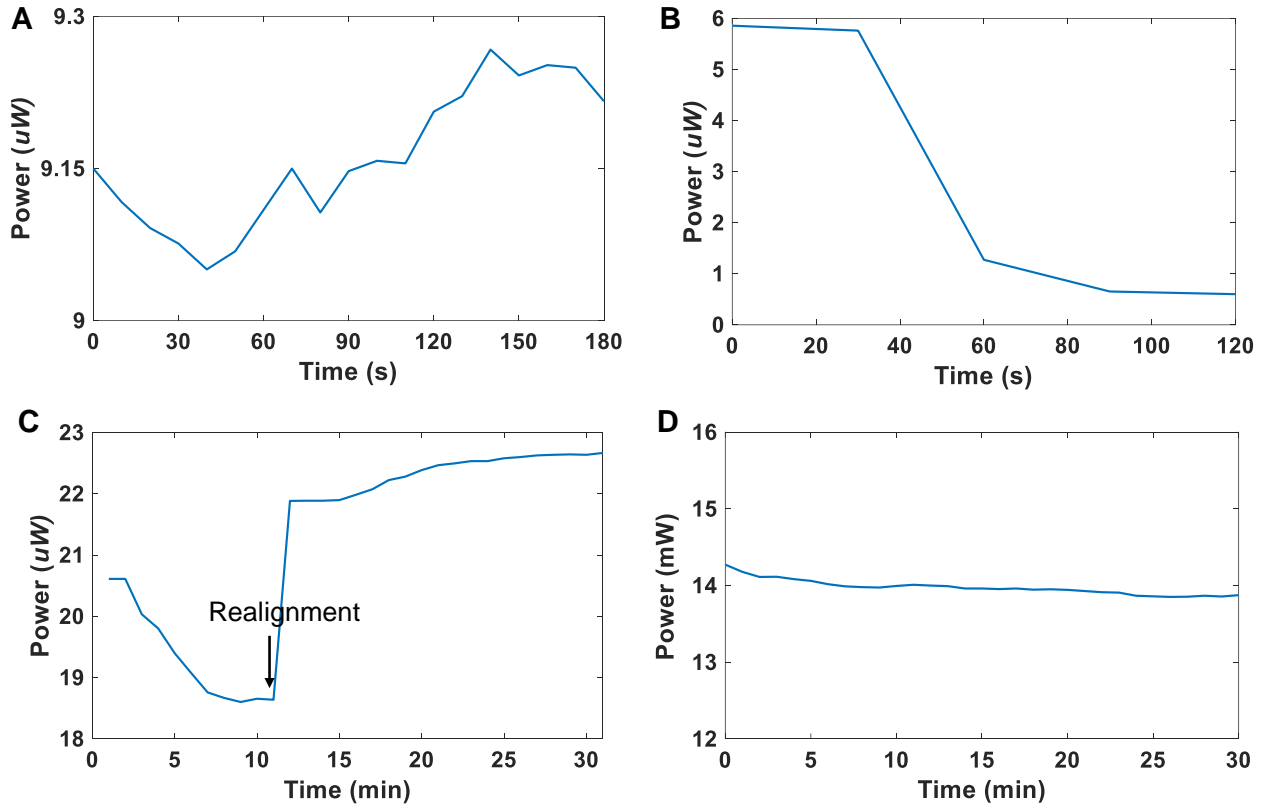 A
9.3
9.15
9
Power (uW)
0 30 60 90 120 150 180
Time (s)
B
6
5
4
3
2
1
0
Power (uW)
0 20 40 60 80 100 120
Time (s)
C
23
22
21
20
19
18
Power (uW)
Realignment
0 5 10 15 20 25 30
Time (min)
D
16
15
14
13
12
Power (mW)
0 5 10 15 20 25 30
Time (min)